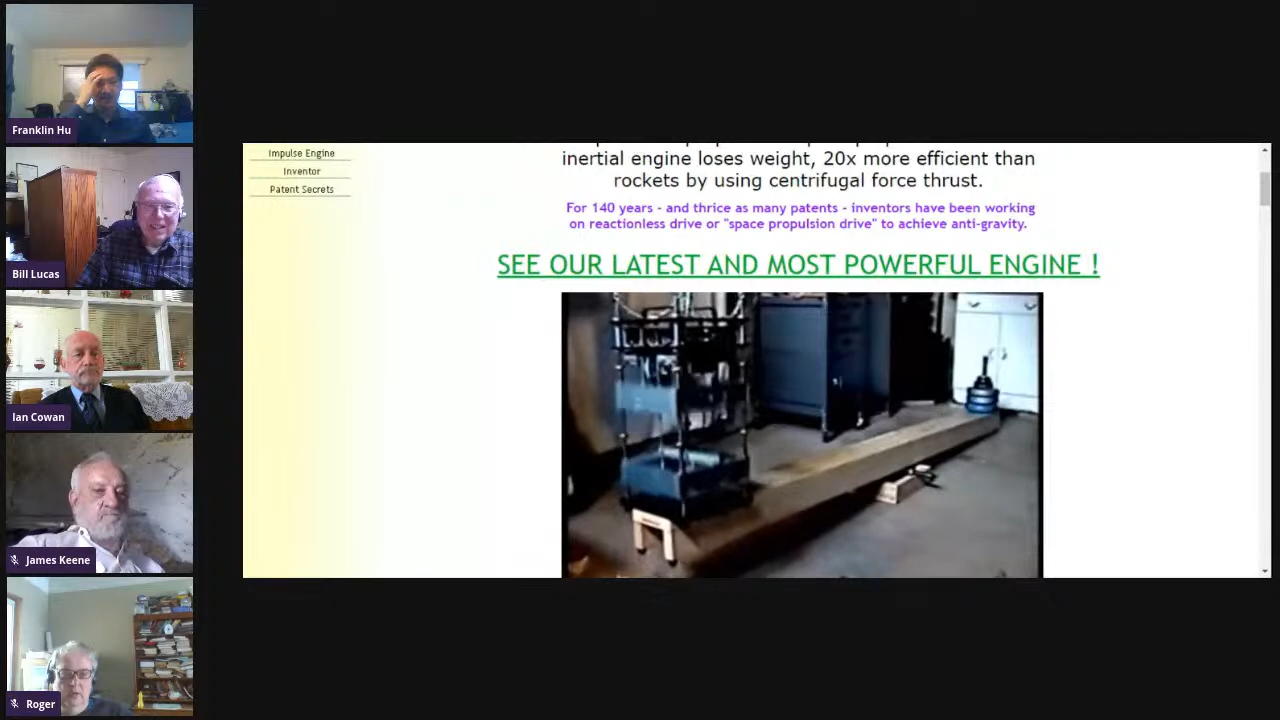 Franklin Hu
Bill Lucas
Ian Cowan
James Keene
Roger
Impulse Engine
Inventor
Patent Secrets
inertial engine loses weight, 20x more efficient than
rockets by using centrifugal force thrust.
For 140 years - and thrice as many patents - inventors have been working
on reactionless drive or "space propulsion drive" to achieve anti-gravity.
SEE OUR LATEST AND MOST POWERFUL ENGINE !